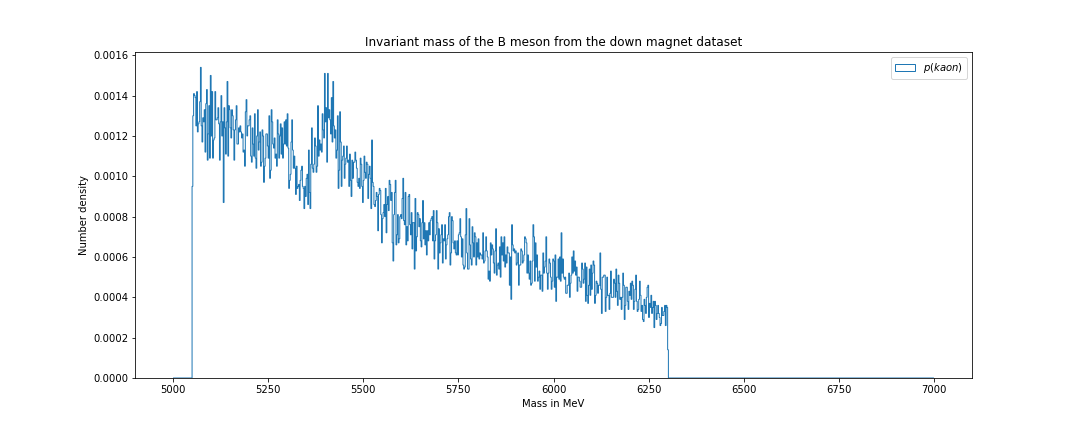 Invariant mass of the B meson from the down magnet dataset
p(kaon)
Number density
0.0016
0.0014
0.0012
0.0010
0.0008
0.0006
0.0004
0.0002
0.0000
5000 5250 5500 5750 6000 6250 6500 6750 7000
Mass in MeV